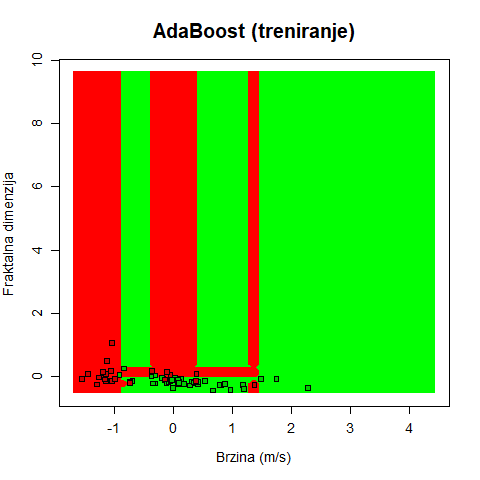 AdaBoost (treniranje)
Fraktalna dimenzija
10
8
6
4
2
0
-1 0 1 2 3 4
Brzina (m/s)